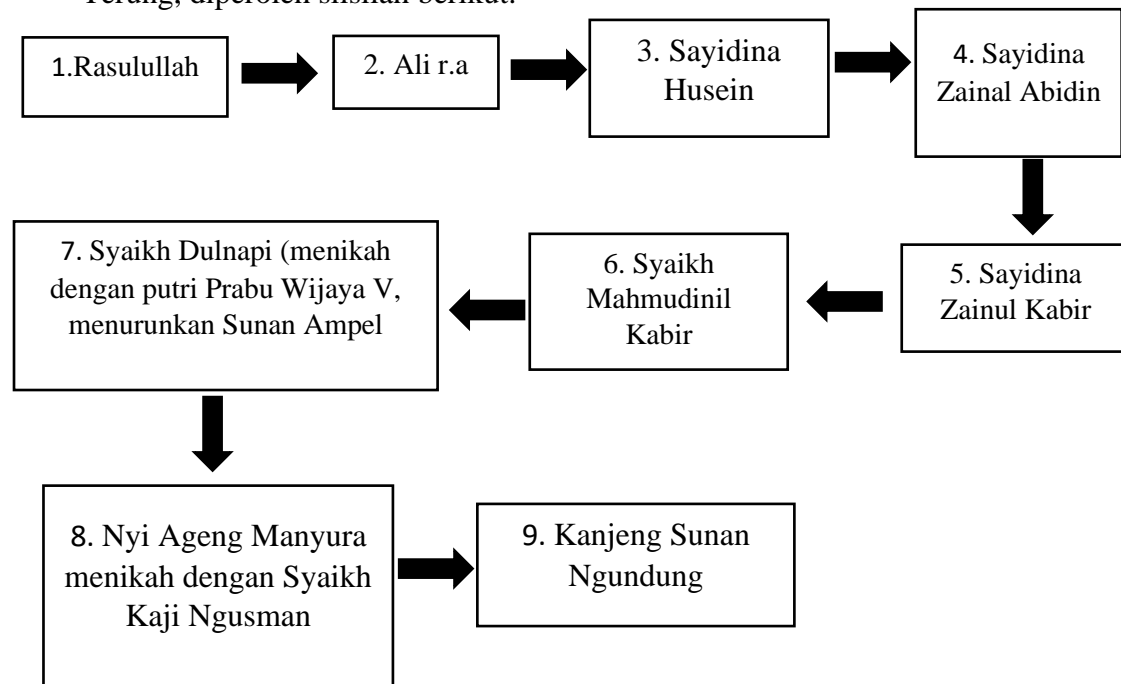 Terung, diperoleh silsilah berikut:
1.Rasulullah
2. Ali r.a
3. Sayidina
Husein
4. Sayidina
Zainal Abidin
5. Sayidina
Zainul Kabir
6. Syaikh
Mahmudinil
Kabir
7. Syaikh Dulnapi (menikah
dengan putri Prabu Wijaya V,
menurunkan Sunan Ampel
8. Nyi Ageng Manyura
menikah dengan Syaikh
Kaji Ngusman
9. Kanjeng Sunan
Ngundung